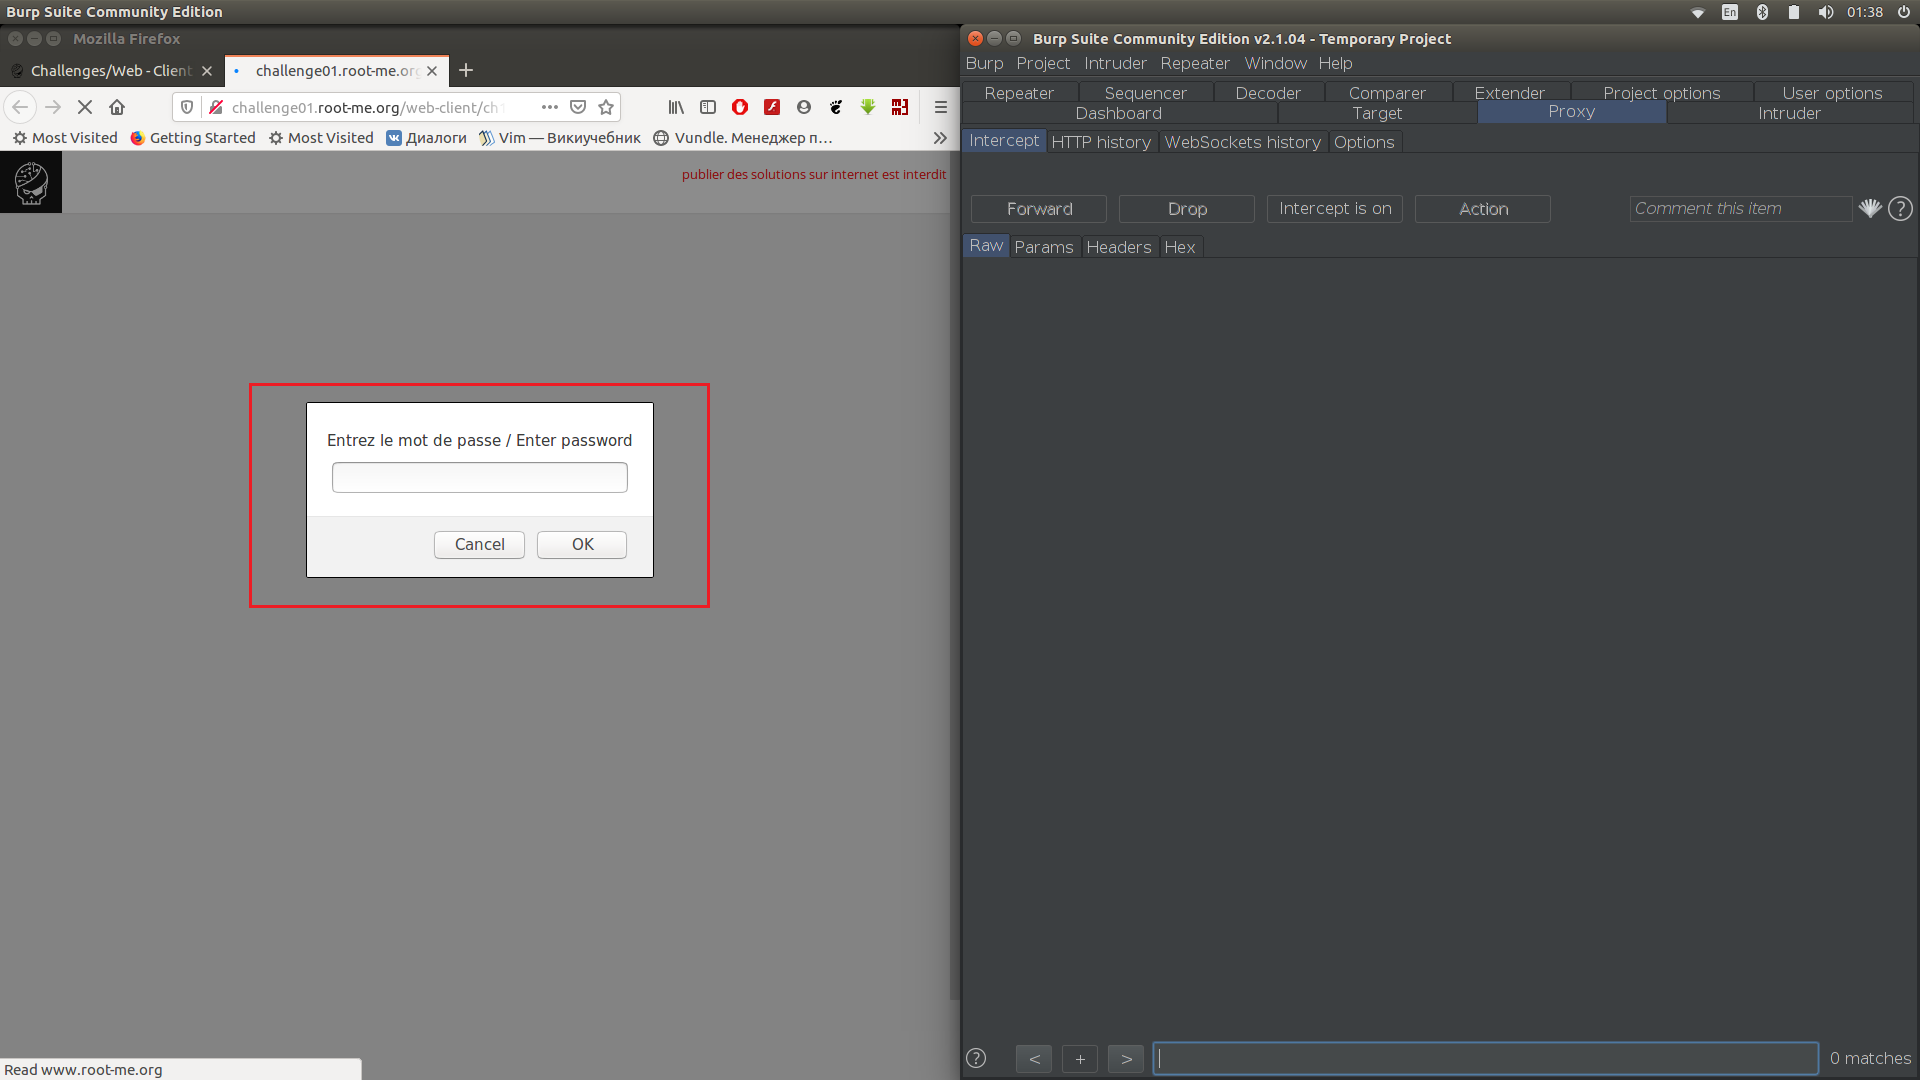 Burp Suite Community Edition
En
01:38
Mozilla Firefox
Challenges/Web - Client
challenge01.root-me.org
challenge01.root-me.org/web-client/ch1
Most Visited
Getting Started
Most Visited
Диалоги
Vim — Викиучебник
Vundle. Менеджер п…
publier des solutions sur internet est interdit
Entrez le mot de passe / Enter password
Cancel
OK
Read www.root-me.org
Burp Suite Community Edition v2.1.04 - Temporary Project
Burp Project Intruder Repeater Window Help
Repeater Sequencer Decoder Comparer Extender Project options User options
Dashboard Target Proxy Intruder
Intercept HTTP history WebSockets history Options
Forward Drop Intercept is on Action Comment this item ?
Raw Params Headers Hex
? < + > 0 matches